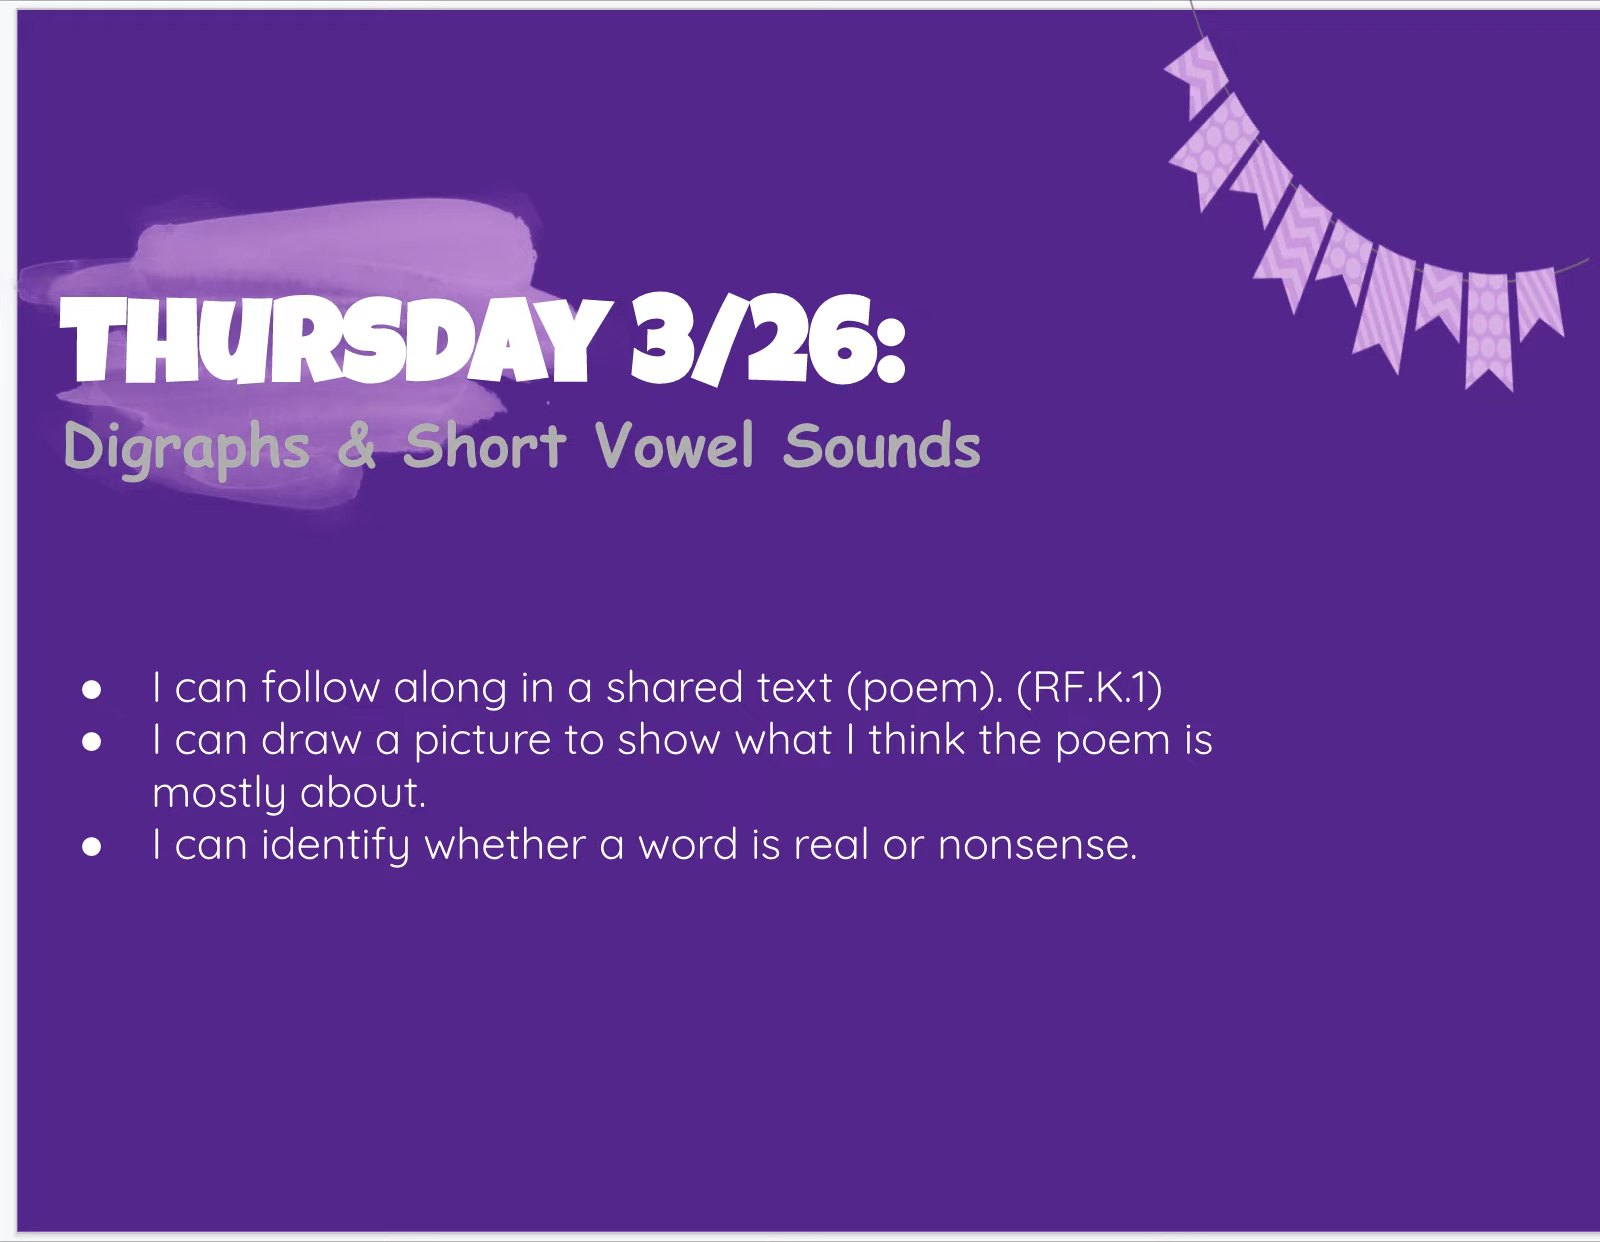 THURSDAY 3/26:
Digraphs & Short Vowel Sounds
● I can follow along in a shared text (poem). (RF.K.1)
● I can draw a picture to show what I think the poem is
mostly about.
● I can identify whether a word is real or nonsense.